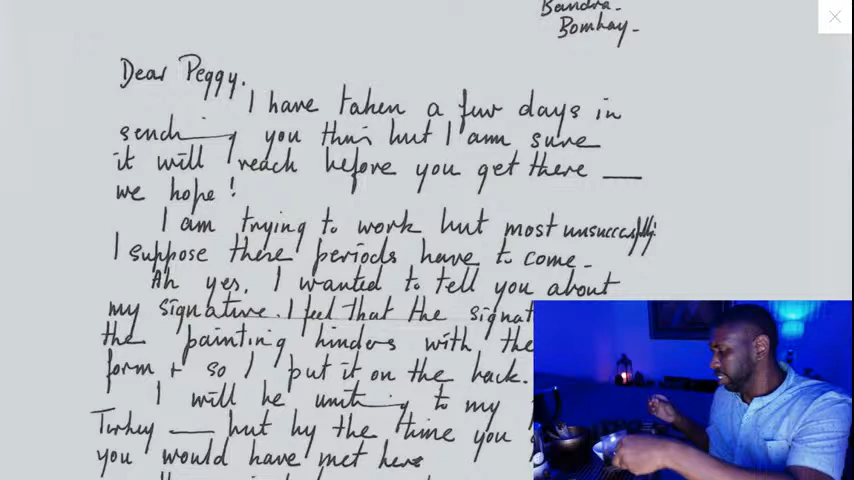 Bandra -
Bombay -
Dear Peggy.
I have taken a few days in
sending you this but I am sure
it will reach before you get there —
we hope!
I am trying to work but most unsuccessfully.
I suppose these periods have to come -
Ah yes, I wanted to tell you about
my signature. I feel that the
the painting hinders with the
form + so I put it on the back.
I will be writing to my
Turkey — but by the time you
you would have met her